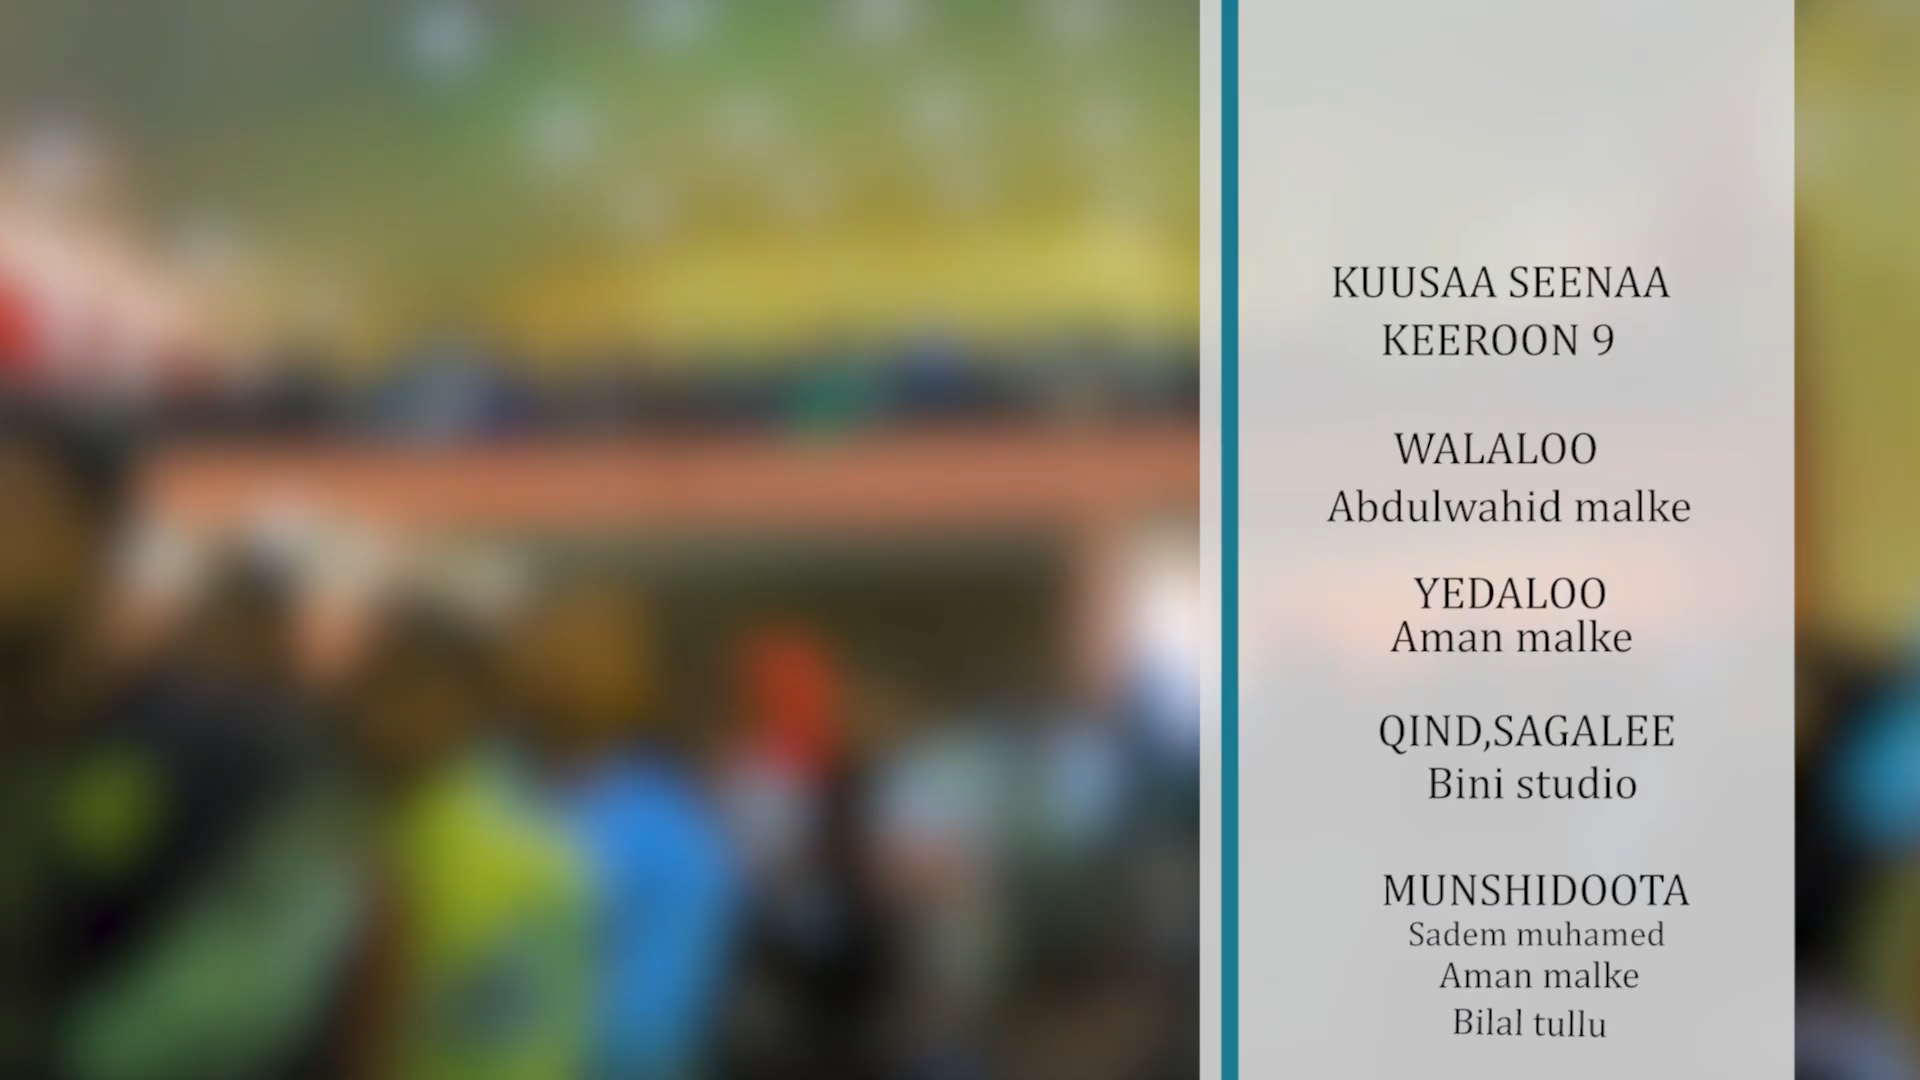 KUUSAA SEENAA
KEEROON 9
WALALOO
Abdulwahid malke
YEDALOO
Aman malke
QIND,SAGALEE
Bini studio
MUNSHIDOOTA
Sadem muhamed
Aman malke
Bilal tullu